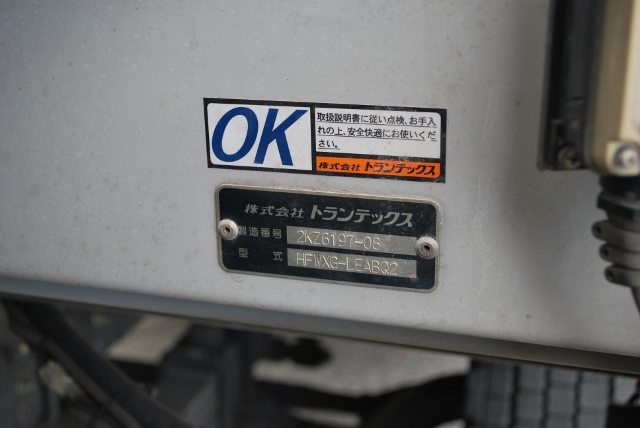 OK
取扱説明書に従い点検、お手入
れの上、安全快適にお使いくだ
さい。
株式会社 トランテックス
株式会社 トランテックス
製造番号 2KZ6197-08
型式 HFWXG-LEABQ2